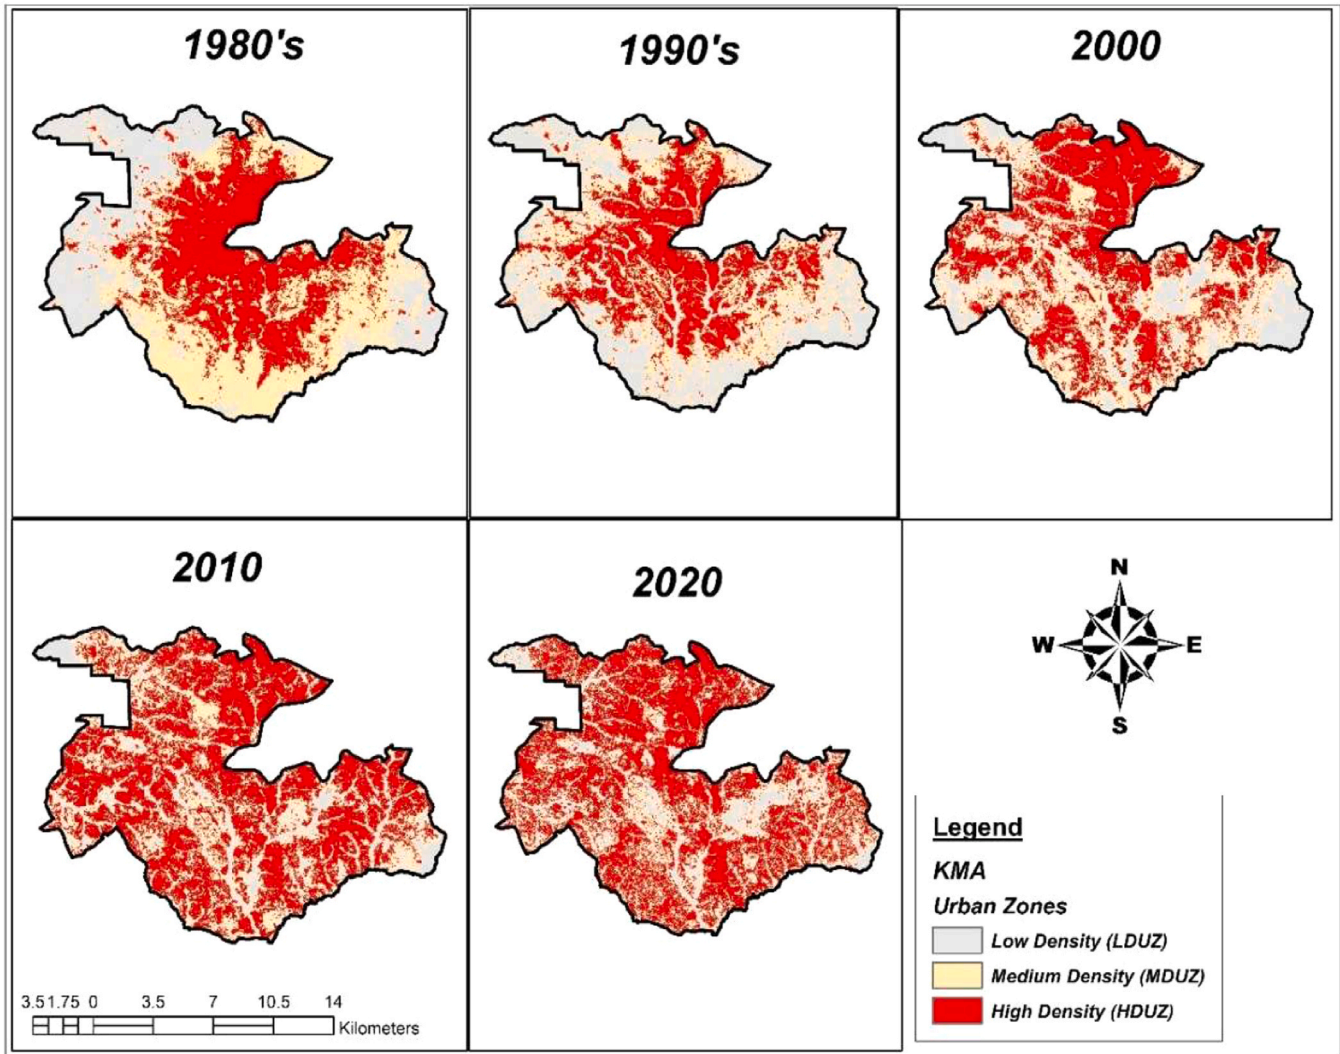 1980's
1990's
2000
2010
2020
N
W E
S
Legend
KMA
Urban Zones
Low Density (LDUZ)
Medium Density (MDUZ)
High Density (HDUZ)
3.51.75 0 3.5 7 10.5 14
Kilometers